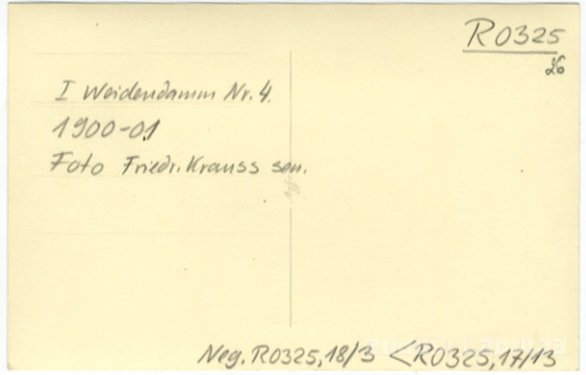 R0325
26
I Weidendamm Nr. 4.
1900-01
Foto Friedr. Krauss sen.
Neg. R0325,18/3 < R0325,17/13